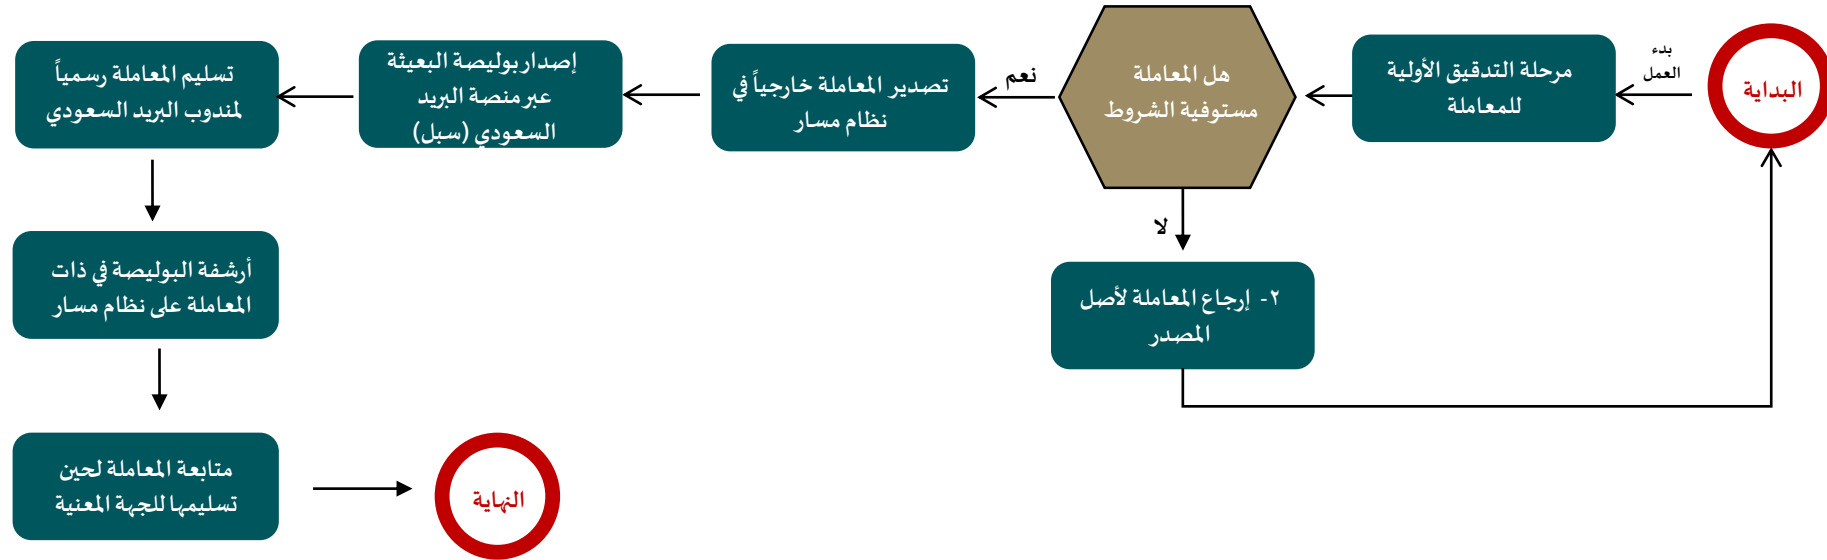 البداية
بدء
العمل
مرحلة التدقيق الأولية
للمعاملة
هل المعاملة
مستوفية الشروط
نعم
تصدير المعاملة خارجياً في
نظام مسار
إصدار بوليصة البعيثة
عبر منصة البريد
السعودي (سبل)
تسليم المعاملة رسمياً
لمندوب البريد السعودي
لا
٢- إرجاع المعاملة لأصل
المصدر
أرشفة البوليصة في ذات
المعاملة على نظام مسار
متابعة المعاملة لحين
تسليمها للجهة المعنية
النهاية